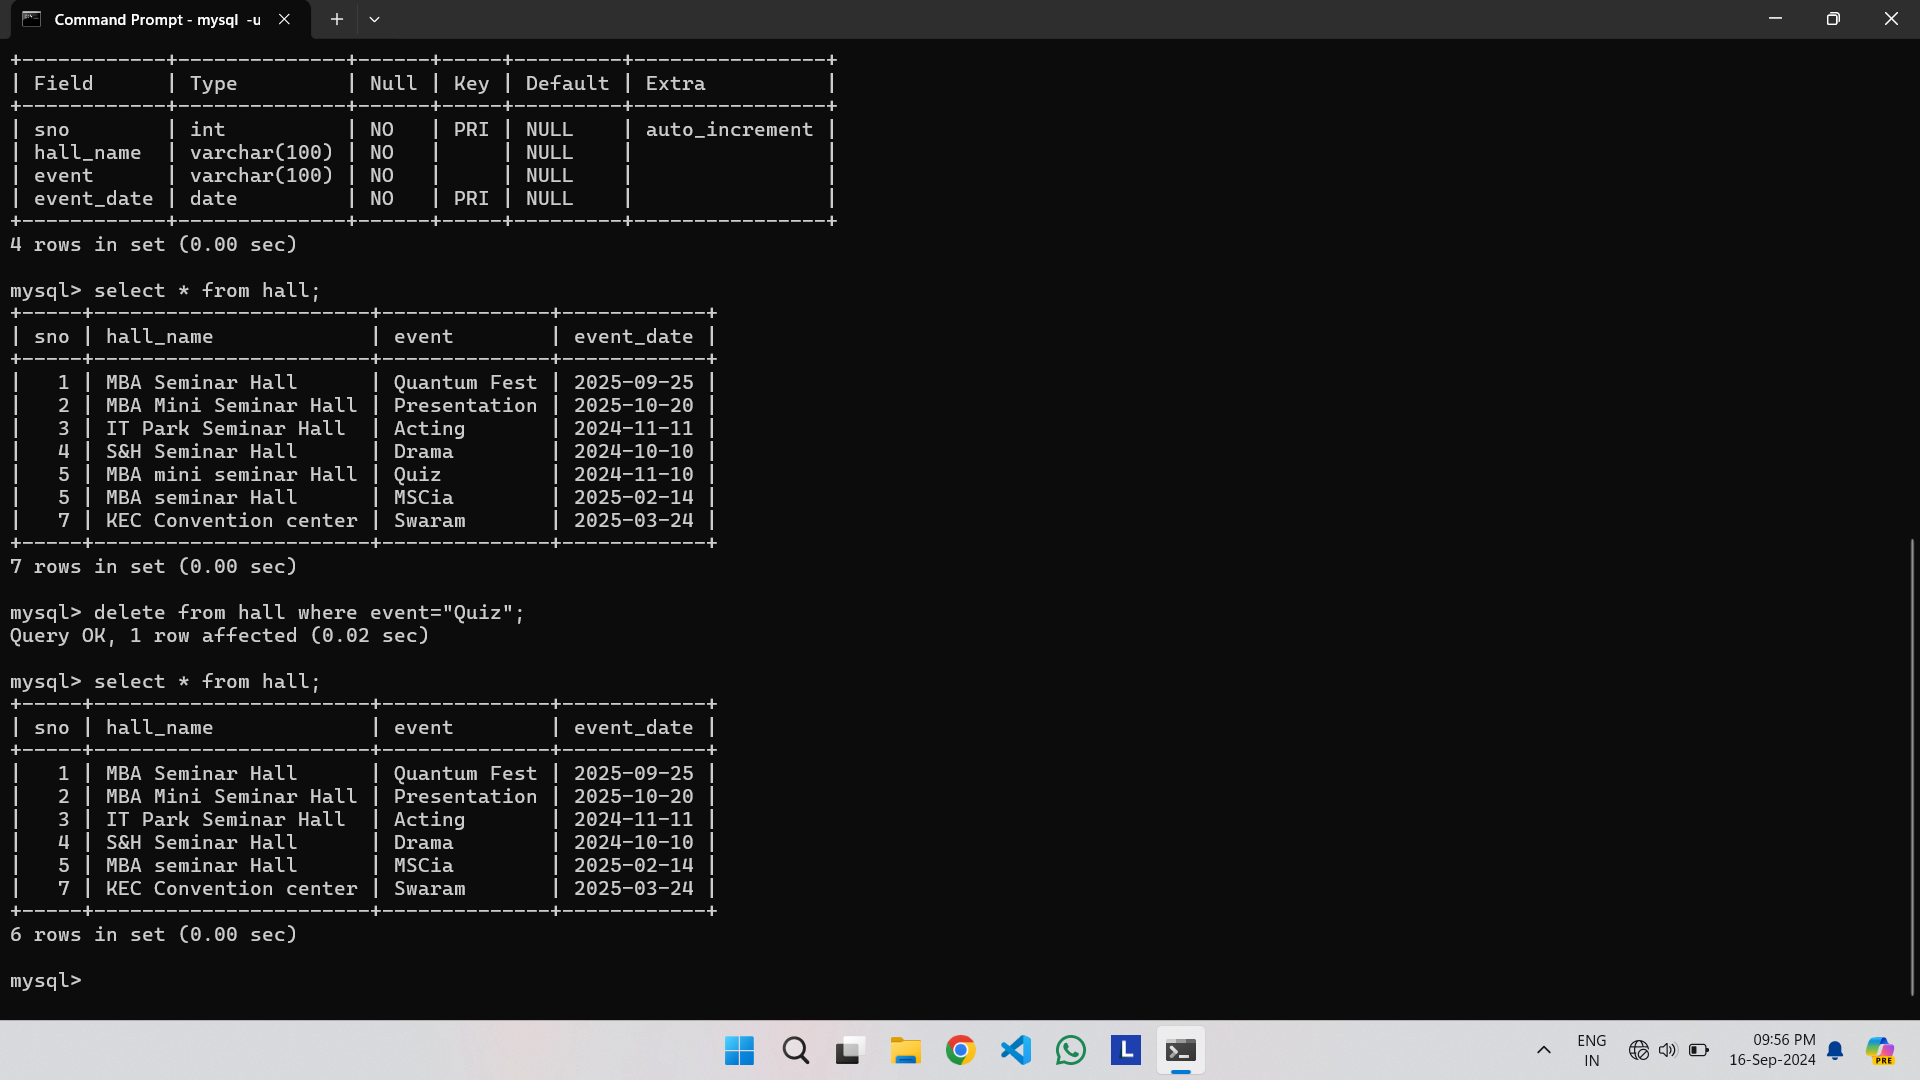 Command Prompt - mysql -u
+------------+--------------+------+-----+---------+----------------+
| Field      | Type         | Null | Key | Default | Extra          |
+------------+--------------+------+-----+---------+----------------+
| sno        | int          | NO   | PRI | NULL    | auto_increment |
| hall_name  | varchar(100) | NO   |     | NULL    |                |
| event      | varchar(100) | NO   |     | NULL    |                |
| event_date | date         | NO   | PRI | NULL    |                |
+------------+--------------+------+-----+---------+----------------+
4 rows in set (0.00 sec)
mysql> select * from hall;
+-----+-----------------------+--------------+------------+
| sno | hall_name             | event        | event_date |
+-----+-----------------------+--------------+------------+
|   1 | MBA Seminar Hall      | Quantum Fest | 2025-09-25 |
|   2 | MBA Mini Seminar Hall | Presentation | 2025-10-20 |
|   3 | IT Park Seminar Hall  | Acting       | 2024-11-11 |
|   4 | S&H Seminar Hall      | Drama        | 2024-10-10 |
|   5 | MBA mini seminar Hall | Quiz         | 2024-11-10 |
|   5 | MBA seminar Hall      | MSCia        | 2025-02-14 |
|   7 | KEC Convention center | Swaram       | 2025-03-24 |
+-----+-----------------------+--------------+------------+
7 rows in set (0.00 sec)
mysql> delete from hall where event="Quiz";
Query OK, 1 row affected (0.02 sec)
mysql> select * from hall;
+-----+-----------------------+--------------+------------+
| sno | hall_name             | event        | event_date |
+-----+-----------------------+--------------+------------+
|   1 | MBA Seminar Hall      | Quantum Fest | 2025-09-25 |
|   2 | MBA Mini Seminar Hall | Presentation | 2025-10-20 |
|   3 | IT Park Seminar Hall  | Acting       | 2024-11-11 |
|   4 | S&H Seminar Hall      | Drama        | 2024-10-10 |
|   5 | MBA seminar Hall      | MSCia        | 2025-02-14 |
|   7 | KEC Convention center | Swaram       | 2025-03-24 |
+-----+-----------------------+--------------+------------+
6 rows in set (0.00 sec)
mysql>
L
ENG
IN
09:56 PM
16-Sep-2024
PRE